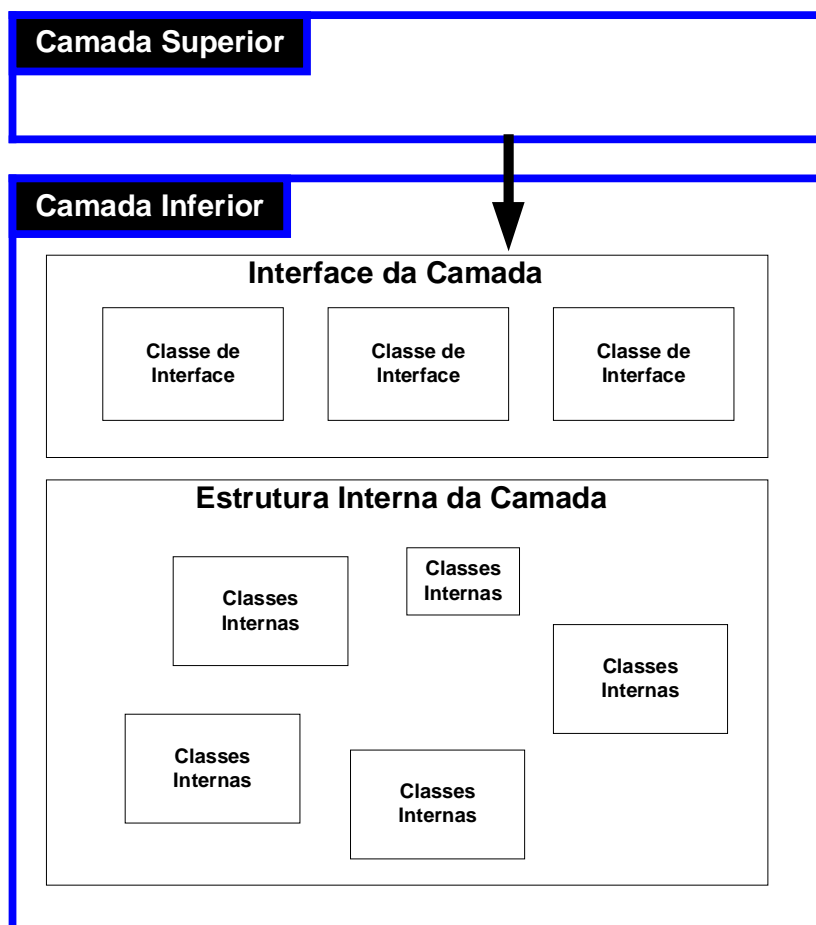 Camada Superior
Camada Inferior
Interface da Camada
Classe de
Interface
Classe de
Interface
Classe de
Interface
Estrutura Interna da Camada
Classes
Internas
Classes
Internas
Classes
Internas
Classes
Internas
Classes
Internas